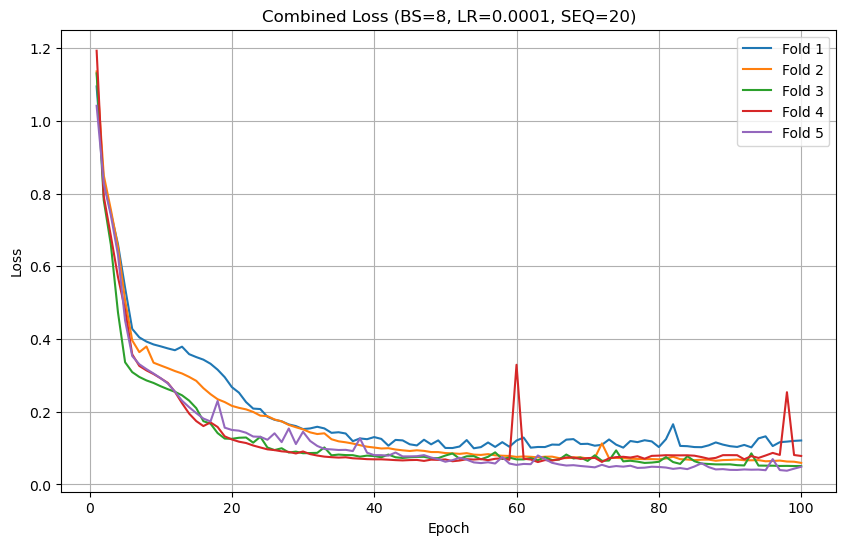 Combined Loss (BS=8, LR=0.0001, SEQ=20)
Fold 1
Fold 2
Fold 3
Fold 4
Fold 5
Loss
1.2
1.0
0.8
0.6
0.4
0.2
0.0
0 20 40 60 80 100
Epoch